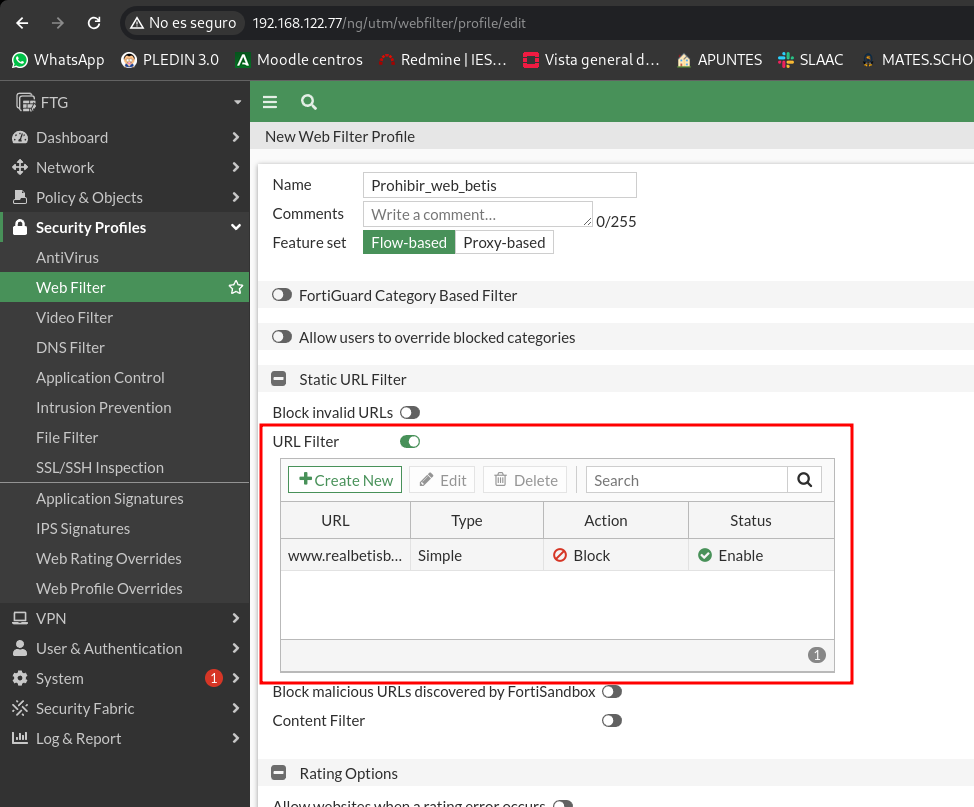 No es seguro 192.168.122.77/ng/utm/webfilter/profile/edit
WhatsApp PLEDIN 3.0 Moodle centros Redmine | IES… Vista general d… APUNTES SLAAC MATES.SCHO
FTG
Dashboard
Network
Policy & Objects
Security Profiles
AntiVirus
Web Filter
Video Filter
DNS Filter
Application Control
Intrusion Prevention
File Filter
SSL/SSH Inspection
Application Signatures
IPS Signatures
Web Rating Overrides
Web Profile Overrides
VPN
User & Authentication
System 1
Security Fabric
Log & Report
New Web Filter Profile
Name Prohibir_web_betis
Comments Write a comment... 0/255
Feature set Flow-based Proxy-based
FortiGuard Category Based Filter
Allow users to override blocked categories
Static URL Filter
Block invalid URLs
URL Filter
Create New Edit Delete Search
URL Type Action Status
www.realbetisb... Simple Block Enable
1
Block malicious URLs discovered by FortiSandbox
Content Filter
Rating Options
Allow websites when a rating error occurs